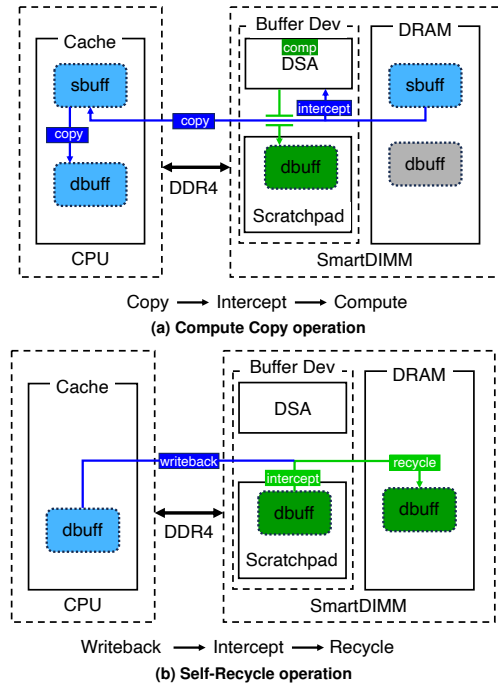 Buffer Dev
Cache
DRAM
comp
DSA
sbuff
intercept
sbuff
copy
copy
dbuff
dbuff
dbuff
DDR4
Scratchpad
CPU
SmartDIMM
Copy Intercept Compute
(a) Compute Copy operation
Buffer Dev
Cache
DRAM
DSA
writeback
recycle
intercept
dbuff
dbuff
dbuff
DDR4
Scratchpad
CPU
SmartDIMM
Writeback Intercept Recycle
(b) Self-Recycle operation